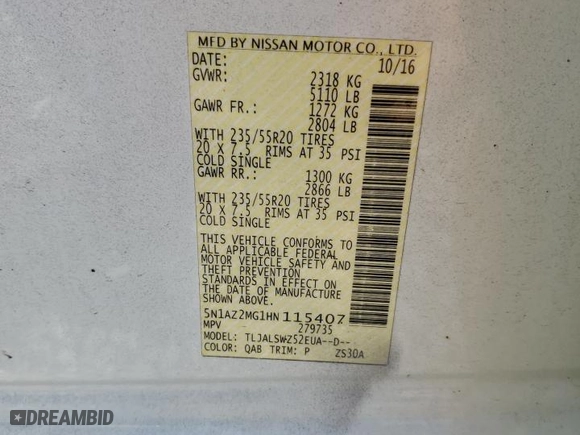 MFD BY NISSAN MOTOR CO., LTD.
DATE: 10/16
GVWR: 2318 KG
5110 LB
GAWR FR.: 1272 KG
2804 LB
WITH 235/55R20 TIRES
20 x 7.5 RIMS AT 35 PSI
COLD SINGLE
GAWR RR.: 1300 KG
2866 LB
WITH 235/55R20 TIRES
20 x 7.5 RIMS AT 35 PSI
COLD SINGLE
THIS VEHICLE CONFORMS TO
ALL APPLICABLE FEDERAL
MOTOR VEHICLE SAFETY AND
THEFT PREVENTION
STANDARDS IN EFFECT ON
THE DATE OF MANUFACTURE
SHOWN ABOVE.
5N1AZ2MG1HN 115407
MPV 279735
MODEL: TLJALSWZ52EUA--D--
COLOR: QAB TRIM: P ZS30A
DREAMBID